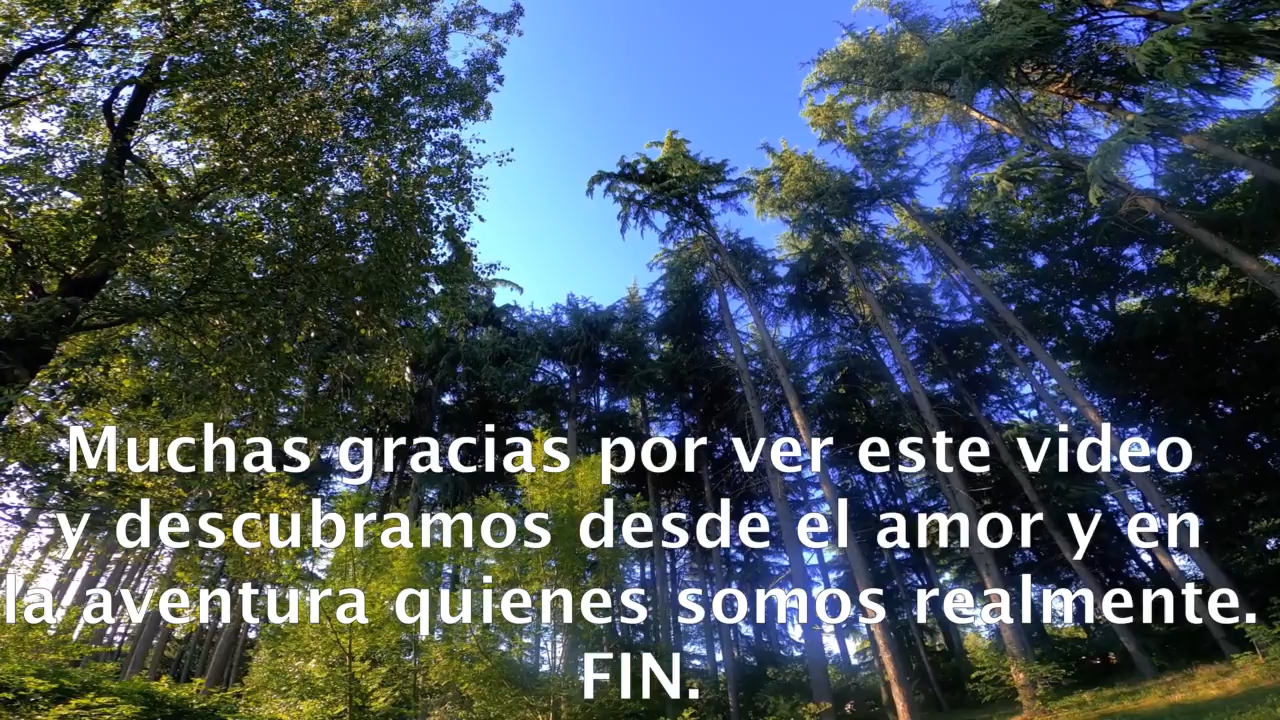 Muchas gracias por ver este video
y descubramos desde el amor y en
la aventura quienes somos realmente.
FIN.